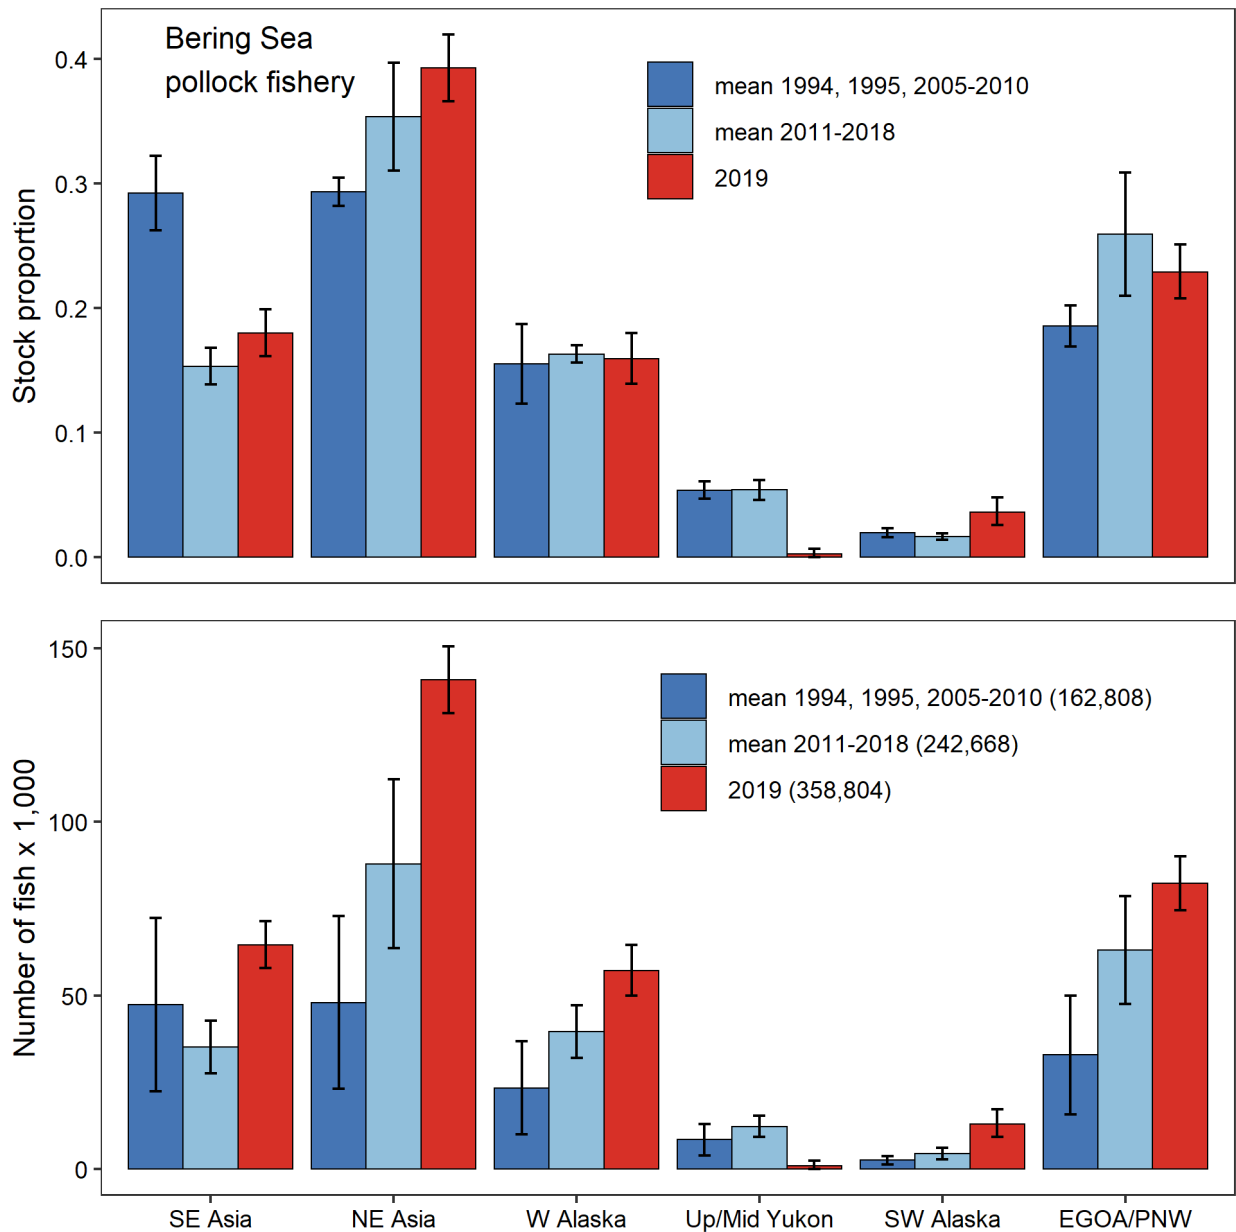 Bering Sea
pollock fishery
mean 1994, 1995, 2005-2010
mean 2011-2018
2019
Stock proportion
0.4
0.3
0.2
0.1
0.0
mean 1994, 1995, 2005-2010 (162,808)
mean 2011-2018 (242,668)
2019 (358,804)
Number of fish x 1,000
150
100
50
0
SE Asia NE Asia W Alaska Up/Mid Yukon SW Alaska EGOA/PNW